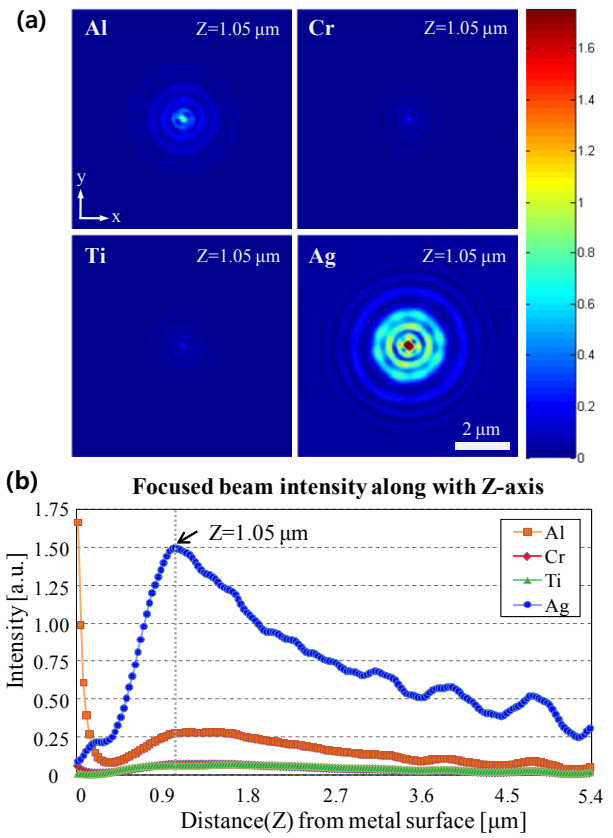 (a)
Al Z=1.05 μm
Cr Z=1.05 μm
y
x
Ti Z=1.05 μm
Ag Z=1.05 μm
2 μm
1.6
1.4
1.2
1
0.8
0.6
0.4
0.2
0
(b)
Focused beam intensity along with Z-axis
Intensity [a.u.]
1.75
1.50
1.25
1.00
0.75
0.50
0.25
0
Z=1.05 μm
Al
Cr
Ti
Ag
0 0.9 1.8 2.7 3.6 4.5 5.4
Distance(Z) from metal surface [μm]